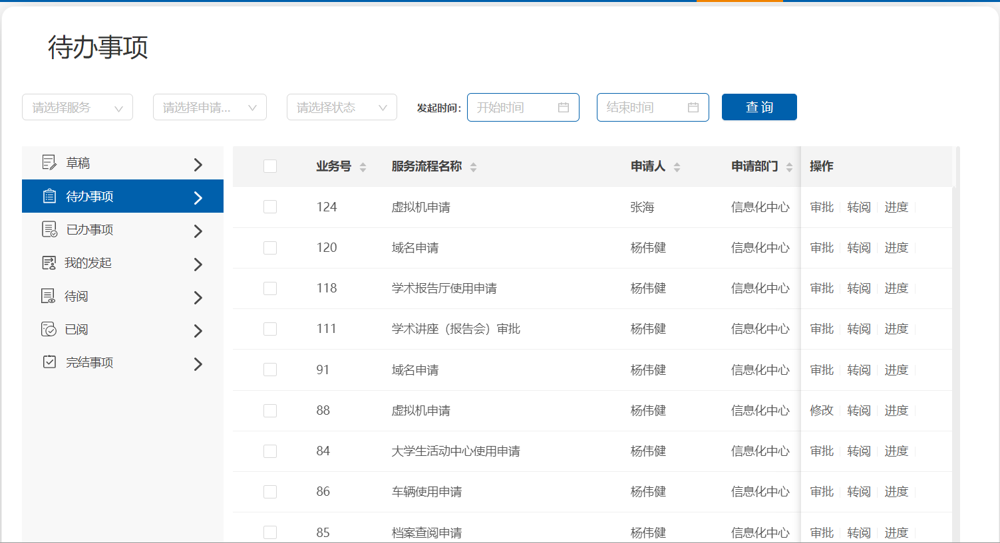 待办事项
请选择服务 请选择申请... 请选择状态 发起时间: 开始时间 结束时间 查 询
草稿
待办事项
已办事项
我的发起
待阅
已阅
完结事项
业务号 服务流程名称 申请人 申请部门 操作
124 虚拟机申请 张海 信息化中心 审批 转阅 进度
120 域名申请 杨伟健 信息化中心 审批 转阅 进度
118 学术报告厅使用申请 杨伟健 信息化中心 审批 转阅 进度
111 学术讲座（报告会）审批 杨伟健 信息化中心 审批 转阅 进度
91 域名申请 杨伟健 信息化中心 审批 转阅 进度
88 虚拟机申请 杨伟健 信息化中心 修改 转阅 进度
84 大学生活动中心使用申请 杨伟健 信息化中心 审批 转阅 进度
86 车辆使用申请 杨伟健 信息化中心 审批 转阅 进度
85 档案查阅申请 杨伟健 信息化中心 审批 转阅 进度